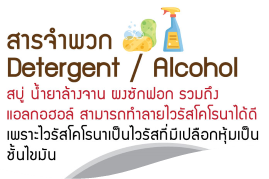 สารจำพวก
Detergent / Alcohol
สบู่ น้ำยาล้างจาน ผงซักฟอก รวมถึง
แอลกอฮอล์ สามารถทำลายไวรัสโคโรนาได้ดี
เพราะไวรัสโคโรนาเป็นไวรัสที่มีเปลือกหุ้มเป็น
ชั้นไขมัน